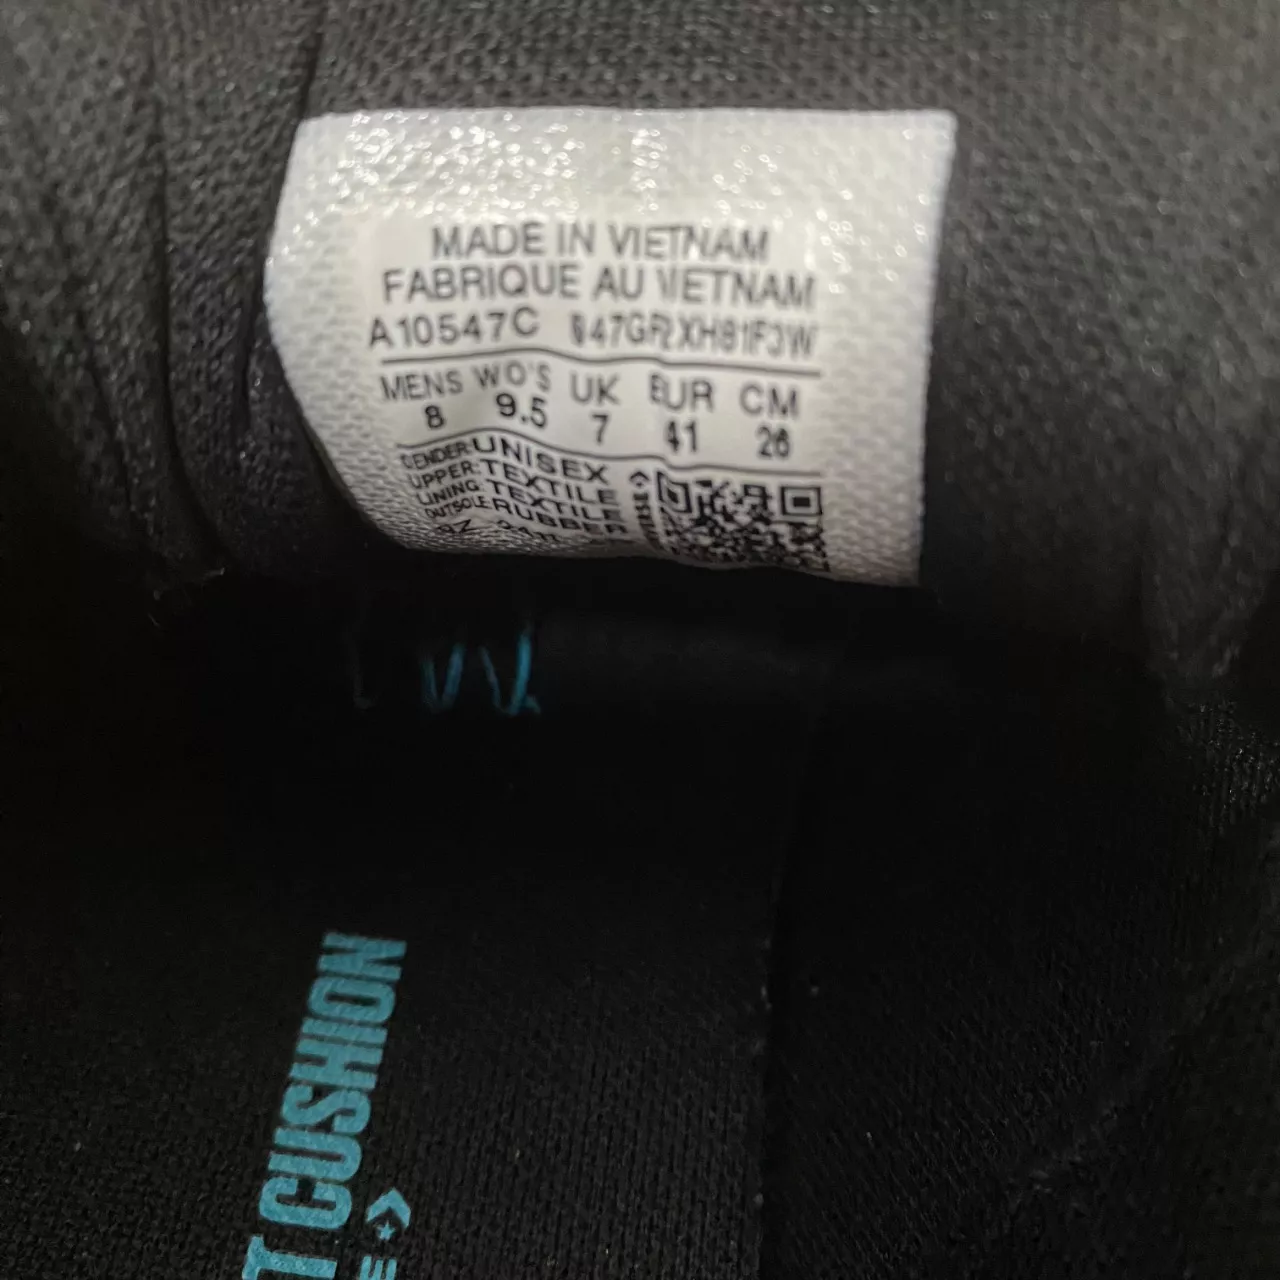 MADE IN VIETNAM
FABRIQUE AU VIETNAM
A10547C
MENS WO'S UK EUR CM
8 9.5 7 41 26
GENDER: UNISEX
UPPER: TEXTILE
LINING: TEXTILE
OUTSOLE: RUBBER
CUSHION